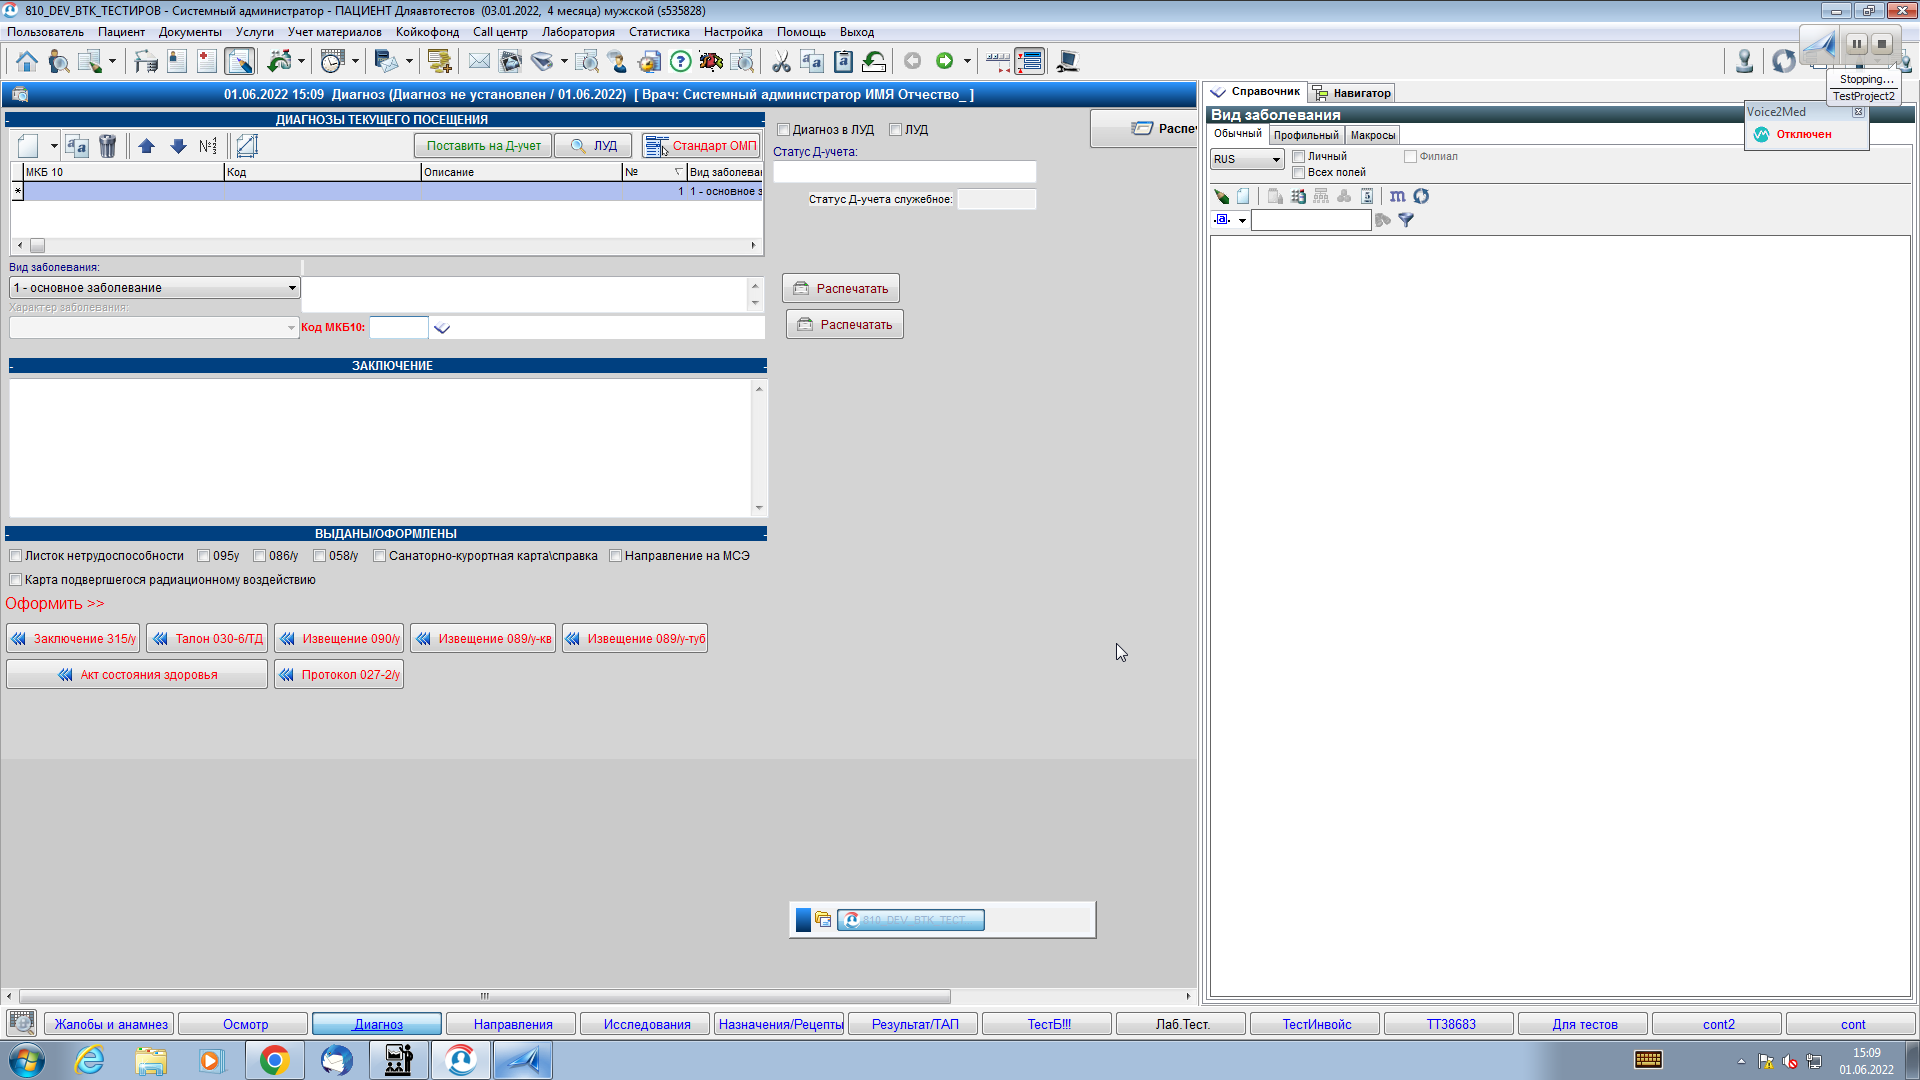 810_DEV_BTK_ТЕСТИРОВ - Системный администратор - ПАЦИЕНТ Дляавтотестов (03.01.2022, 4 месяца) мужской (s535828)
Пользователь Пациент Документы Услуги Учет материалов Койкофонд Call центр Лаборатория Статистика Настройка Помощь Выход
Stopping...
TestProject2
01.06.2022 15:09 Диагноз (Диагноз не установлен / 01.06.2022) [ Врач: Системный администратор ИМЯ Отчество_ ]
Справочник Навигатор
Вид заболевания
Voice2Med
Отключен
Обычный Профильный Макросы
RUS Личный Филиал
Всех полей
ДИАГНОЗЫ ТЕКУЩЕГО ПОСЕЩЕНИЯ
Диагноз в ЛУД ЛУД
Распе
Поставить на Д-учет ЛУД Стандарт ОМП
Статус Д-учета:
МКБ 10 Код Описание № Вид заболева
1 1 - основное з
Статус Д-учета служебное:
Вид заболевания:
1 - основное заболевание
Распечатать
Характер заболевания:
Код МКБ10:
Распечатать
ЗАКЛЮЧЕНИЕ
ВЫДАНЫ/ОФОРМЛЕНЫ
Листок нетрудоспособности 095у 086/у 058/у Санаторно-курортная карта\справка Направление на МСЭ
Карта подвергшегося радиационному воздействию
Оформить >>
Заключение 315/у Талон 030-6/ТД Извещение 090/у Извещение 089/у-кв Извещение 089/у-туб
Акт состояния здоровья Протокол 027-2/у
810_DEV_BTK_ТЕСТ
Жалобы и анамнез Осмотр Диагноз Направления Исследования Назначения/Рецепты Результат/ТАП ТестБ!!! Лаб.Тест. ТестИнвойс ТТ38683 Для тестов cont2 cont
15:09
01.06.2022